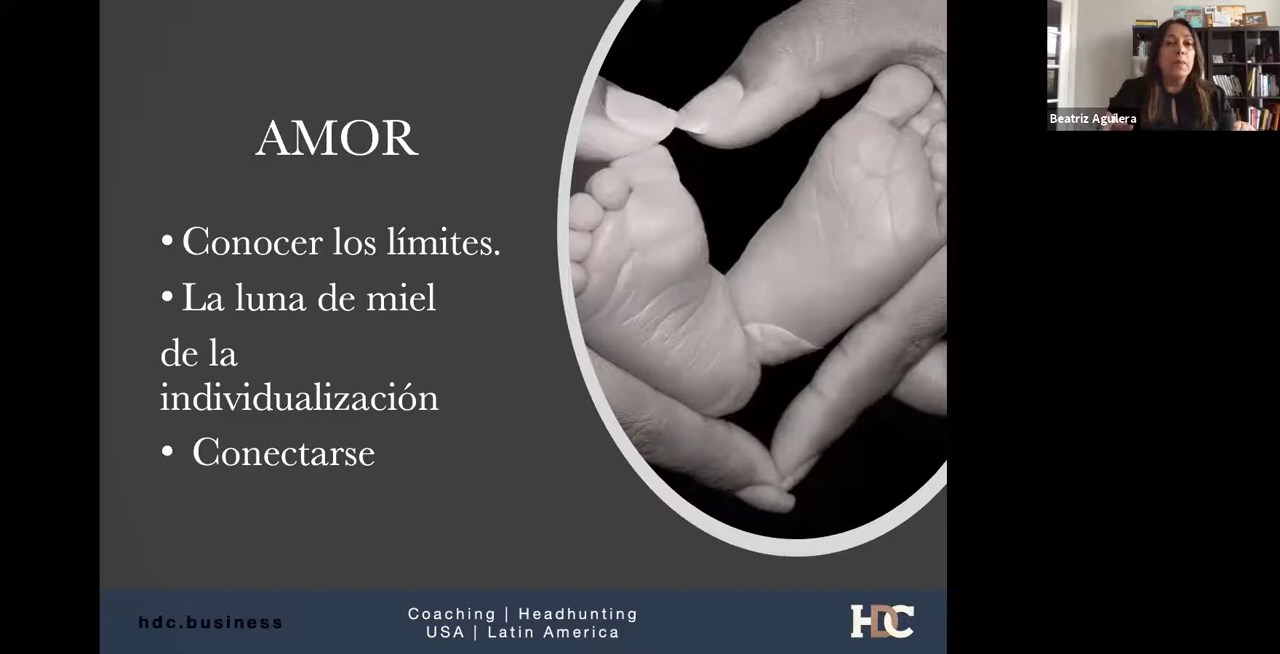 AMOR
• Conocer los límites.
• La luna de miel
de la
individualización
• Conectarse
hdc.business
Coaching | Headhunting
USA | Latin America
HDC
Beatriz Aguilera